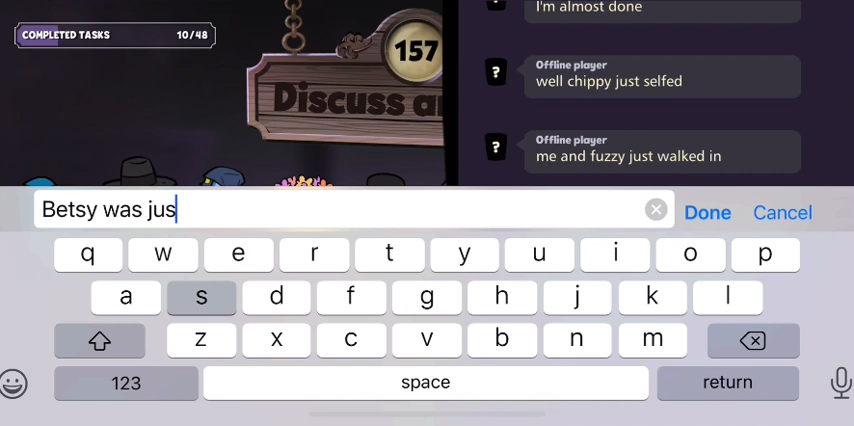 I'm almost done
COMPLETED TASKS 10/48
157
Offline player
well chippy just selfed
Discuss a
Offline player
me and fuzzy just walked in
Betsy was jus
Done Cancel
q w e r t y u i o p
a s d f g h j k l
z x c v b n m
123 space return